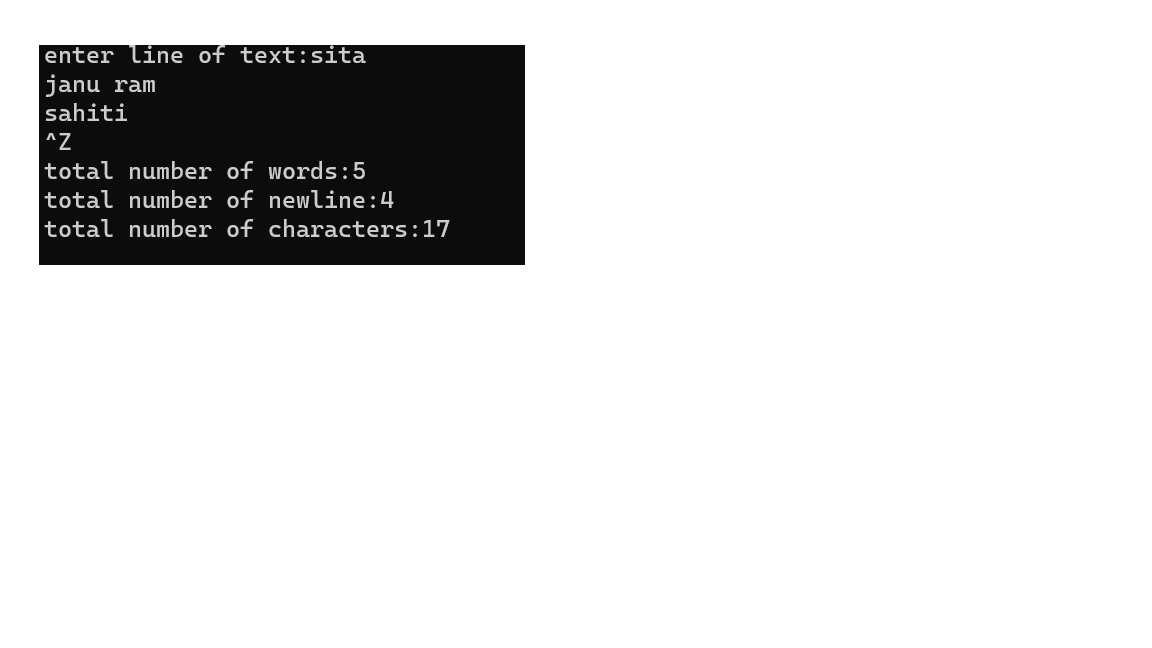 enter line of text:sita
janu ram
sahiti
^Z
total number of words:5
total number of newline:4
total number of characters:17